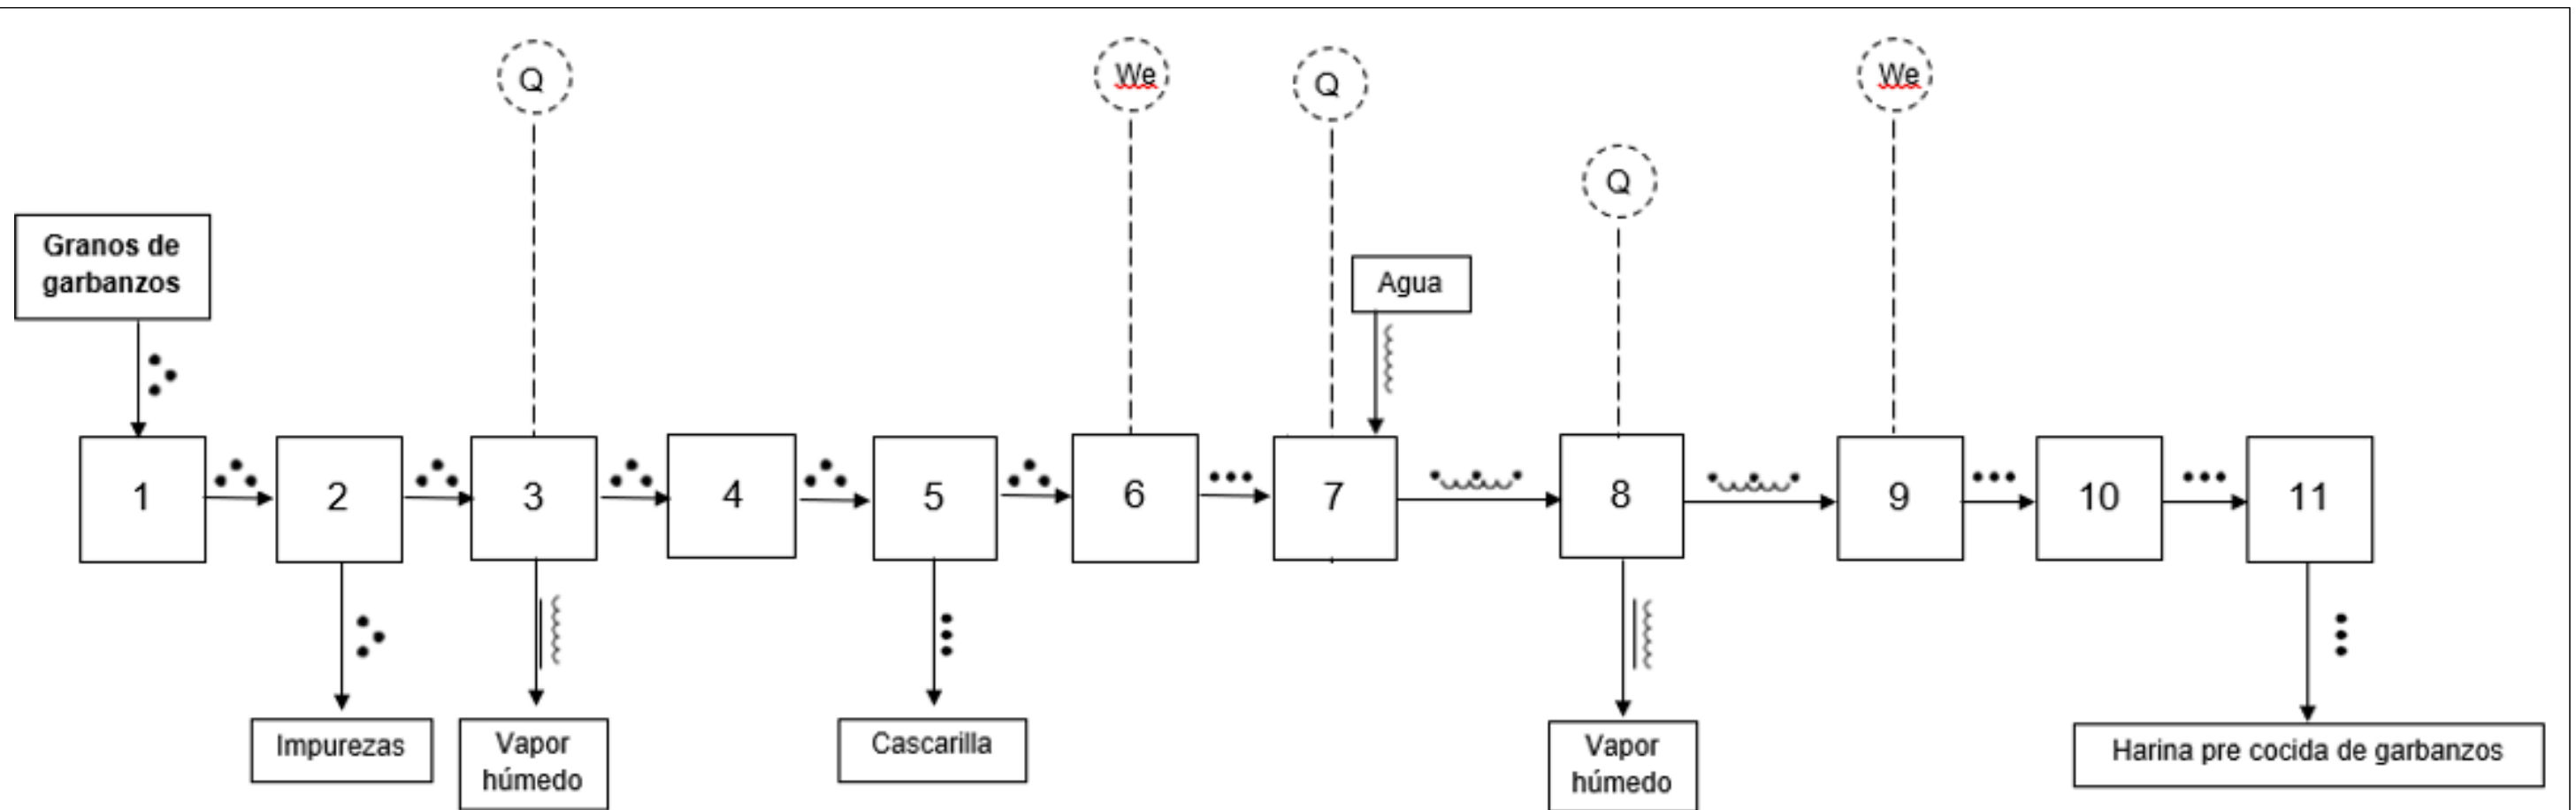 Q
We
Q
We
Q
Granos de
garbanzos
Agua
1
2
3
4
5
6
7
8
9
10
11
Impurezas
Vapor
húmedo
Cascarilla
Vapor
húmedo
Harina pre cocida de garbanzos